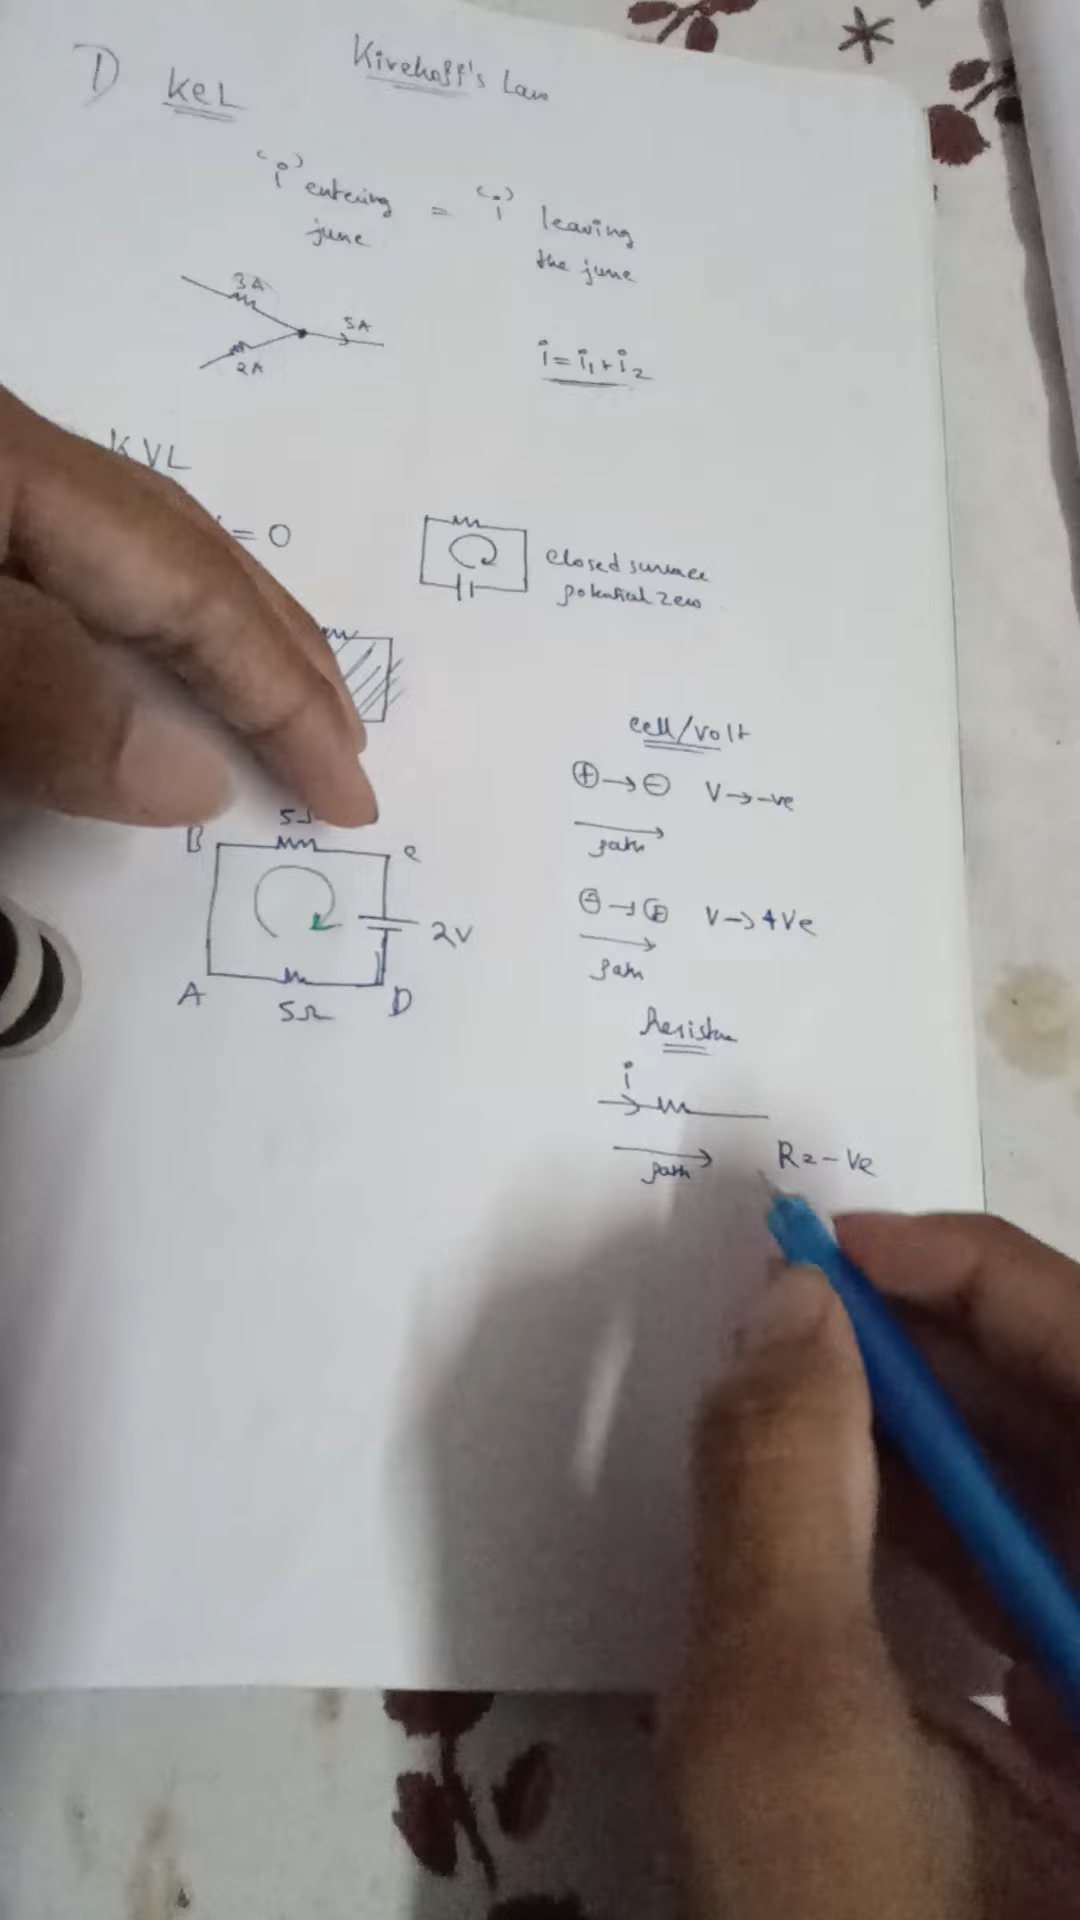 Kirchoff's Law
1) KCL
"i" entering = "i" leaving
junc the junc
3A
5A
2A
i = i₁ + i₂
KVL
= 0
closed surface
potential zero
cell/volt
⊕→⊖ V→-ve
path
⊖→⊕ V→+ve
path
5Ω
B C
2V
A D
5Ω
i
path R=-ve